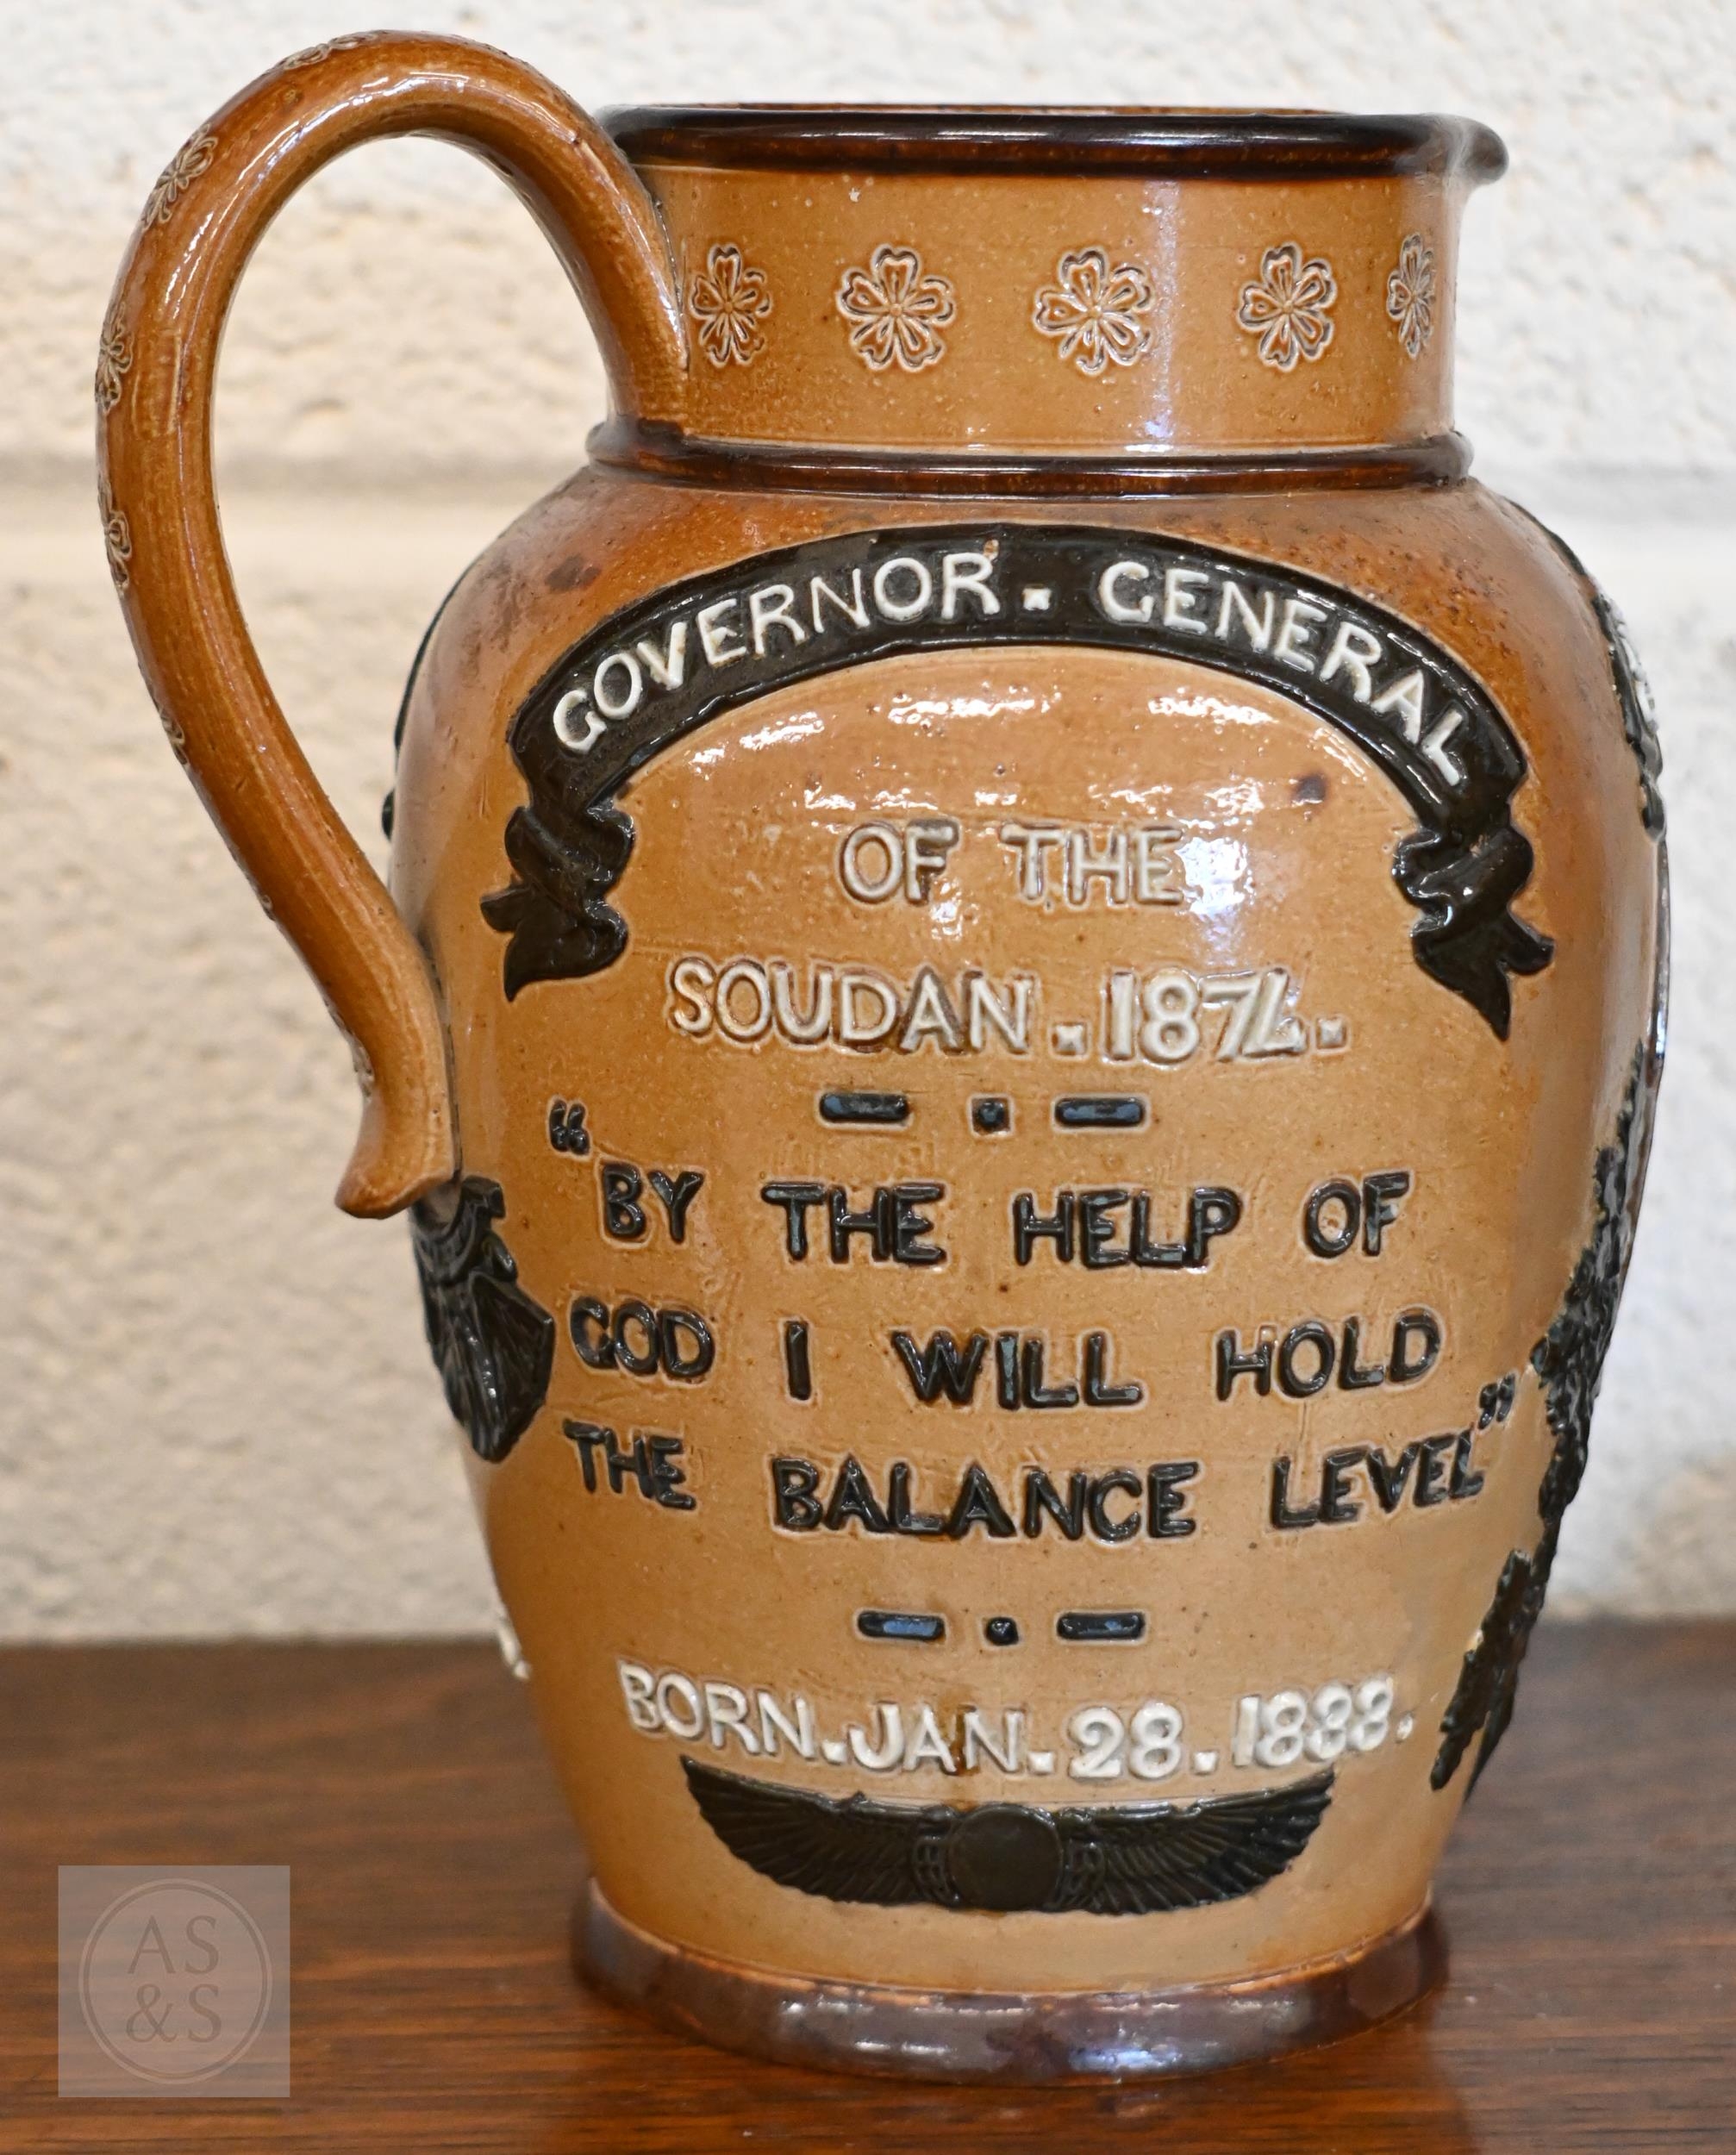 GOVERNOR . GENERAL
OF THE
SOUDAN . 1874 .
"BY THE HELP OF
GOD I WILL HOLD
THE BALANCE LEVEL"
BORN . JAN . 28 . 1888 .
AS
&S